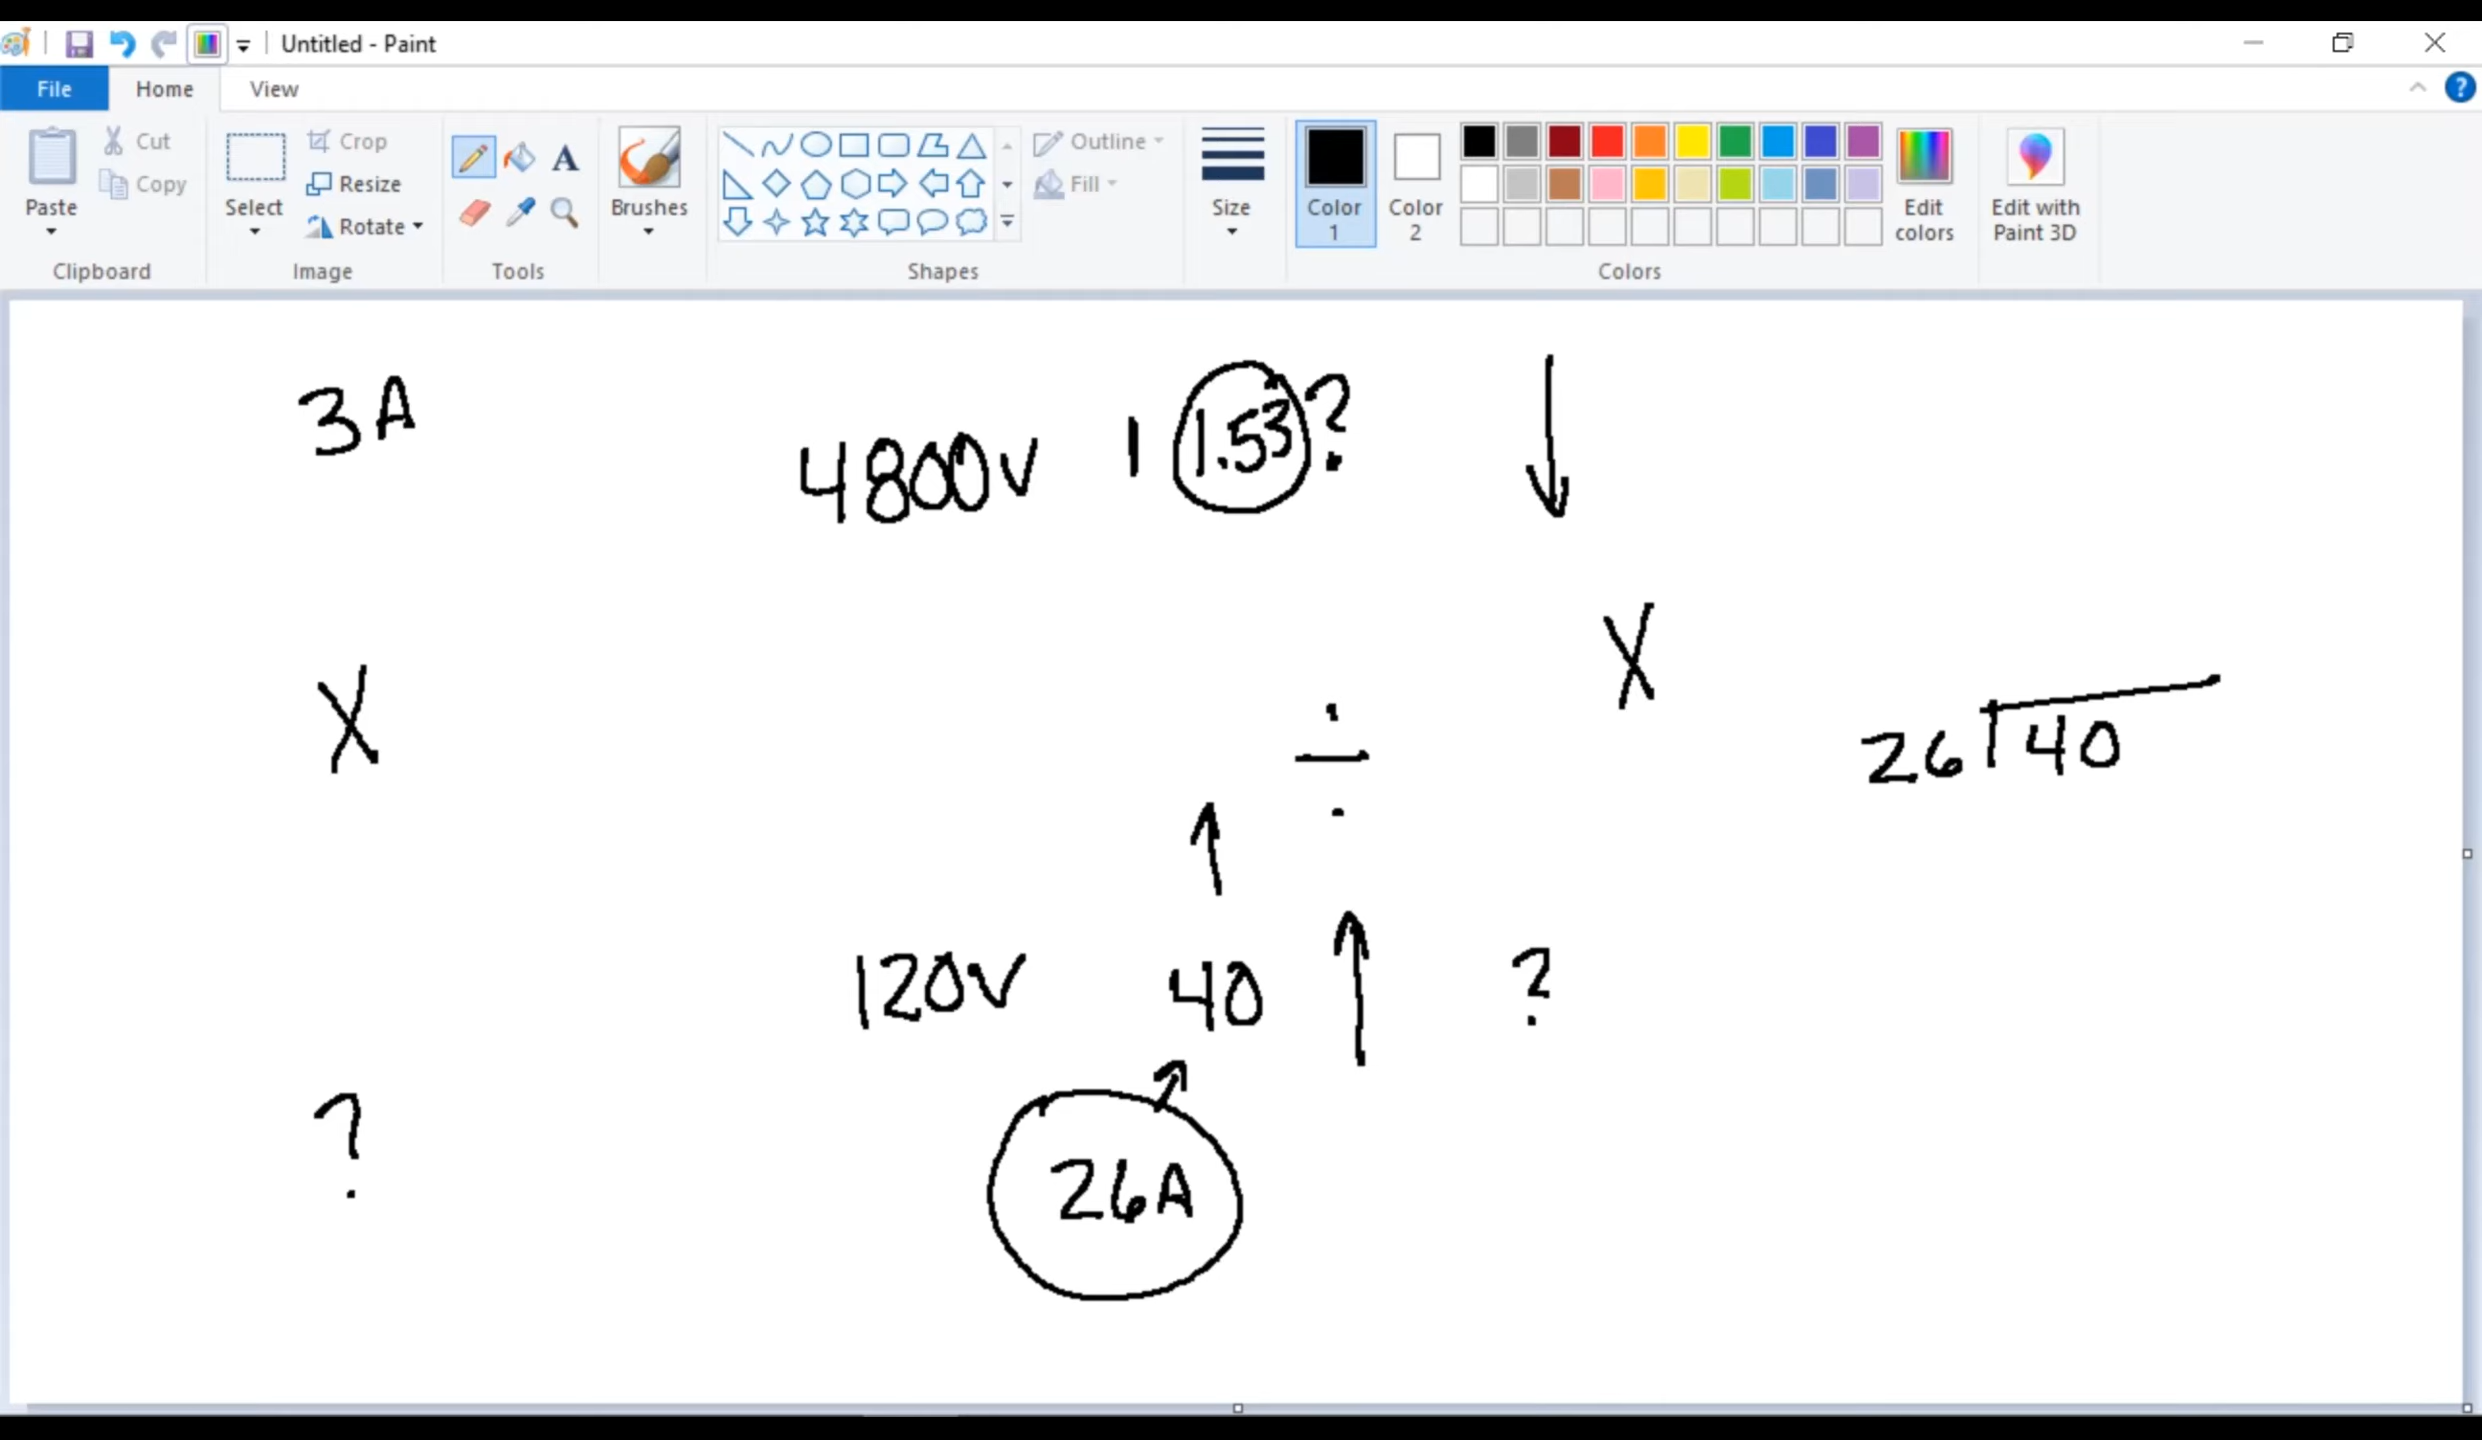 Untitled - Paint
File Home View
Paste Cut Copy
Clipboard
Select Crop Resize Rotate
Image
A
Tools
Brushes
Shapes
Outline Fill
Size
Color 1
Color 2
Edit colors
Colors
Edit with Paint 3D
?
3A
4800V 1 1.53 ?
X ÷ X
26 40
120V 40 ?
?
26A